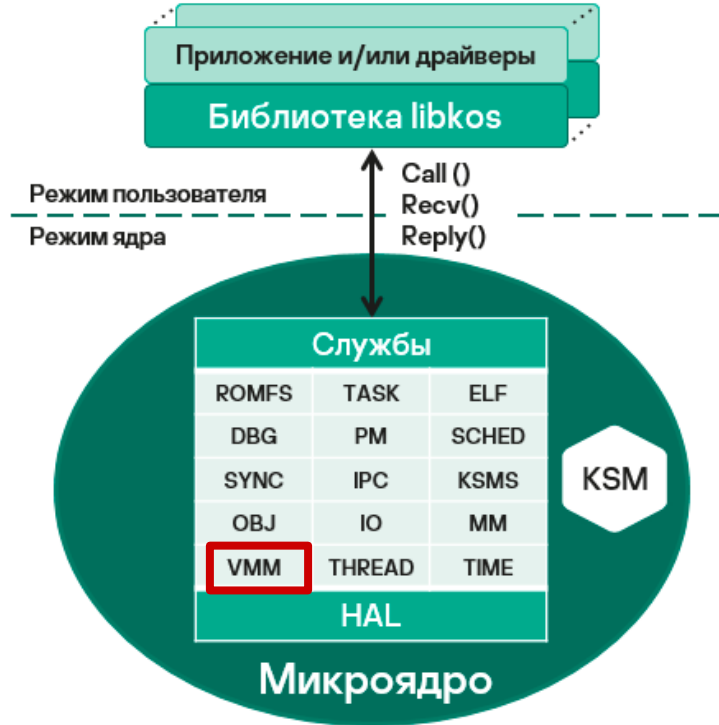 Приложение и/или драйверы
Библиотека libkos
Call ()
Режим пользователя
Recv()
Режим ядра
Reply()
Службы
ROMFS TASK ELF
DBG PM SCHED
SYNC IPC KSMS
KSM
OBJ IO MM
VMM THREAD TIME
HAL
Микроядро